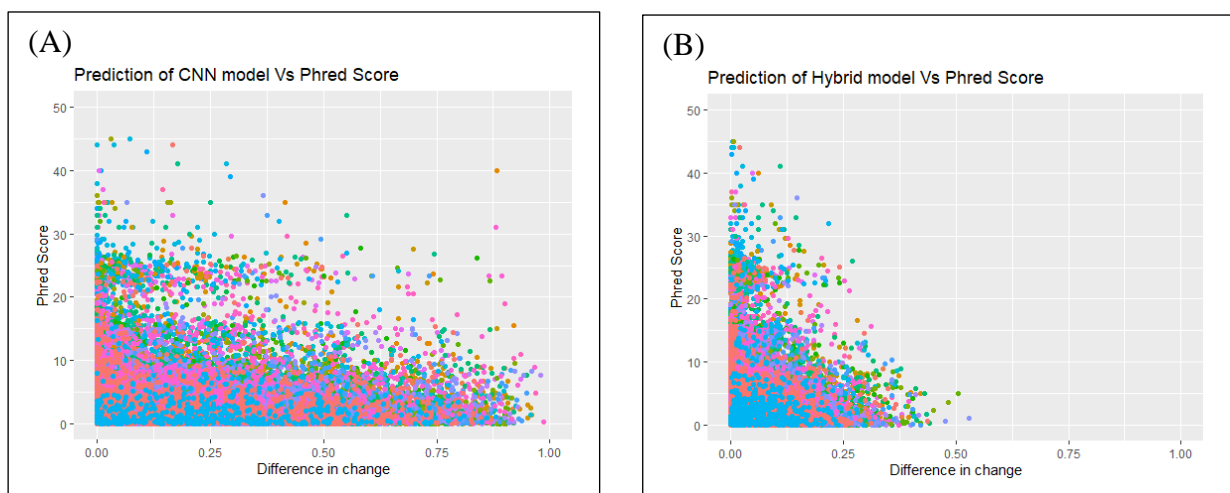 (A)
Prediction of CNN model Vs Phred Score
50
40
30
20
10
0
Phred Score
0.00 0.25 0.50 0.75 1.00
Difference in change
(B)
Prediction of Hybrid model Vs Phred Score
50
40
30
20
10
0
Phred Score
0.00 0.25 0.50 0.75 1.00
Difference in change